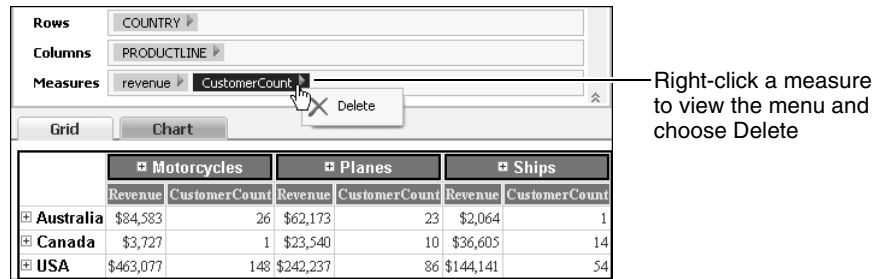 Rows COUNTRY
Columns PRODUCTLINE
Measures revenue CustomerCount
Delete
Right-click a measure
to view the menu and
choose Delete
Grid Chart
Motorcycles Planes Ships
Revenue CustomerCount Revenue CustomerCount Revenue CustomerCount
Australia $84,583 26 $62,173 23 $2,064 1
Canada $3,727 1 $23,540 10 $36,605 14
USA $463,077 148 $242,237 86 $144,141 54